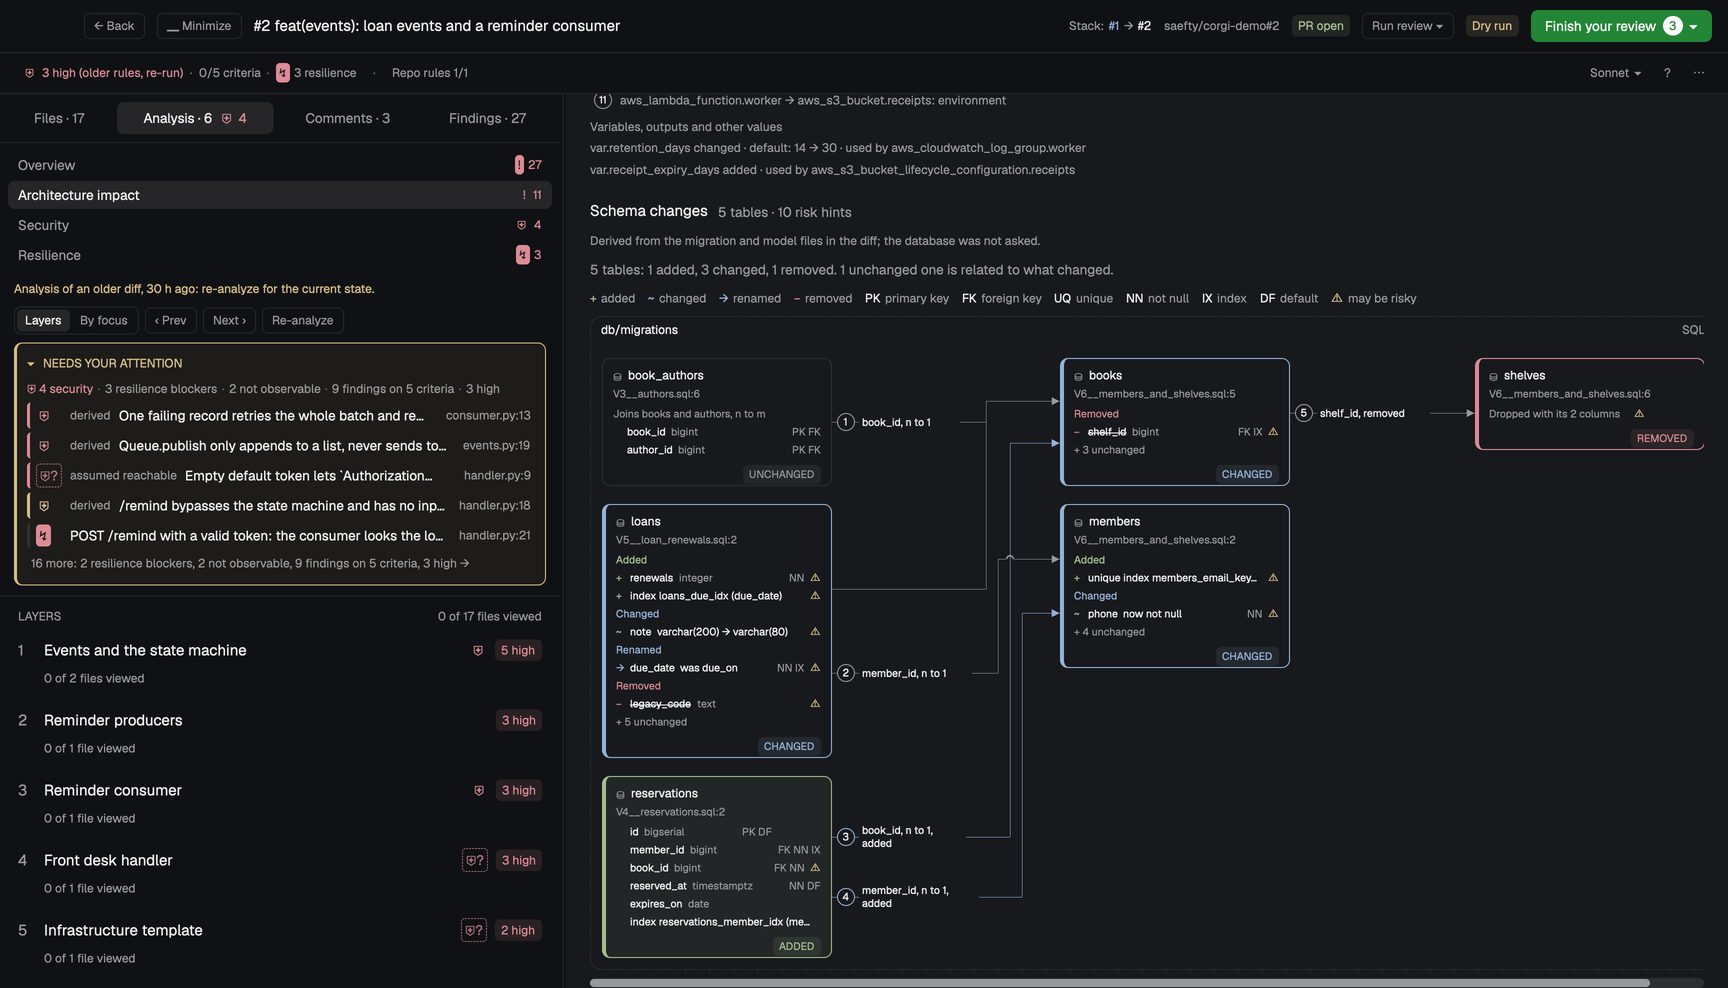 ← Back
Minimize
#2 feat(events): loan events and a reminder consumer
Stack: #1 → #2
saefty/corgi-demo#2
PR open
Run review
Dry run
Finish your review 3
3 high (older rules, re-run) · 0/5 criteria · 3 resilience · Repo rules 1/1
Sonnet
?
···
Files · 17
Analysis · 6 4
Comments · 3
Findings · 27
Overview ! 27
Architecture impact ! 11
Security 4
Resilience 3
Analysis of an older diff, 30 h ago: re-analyze for the current state.
Layers
By focus
‹ Prev
Next ›
Re-analyze
NEEDS YOUR ATTENTION
4 security · 3 resilience blockers · 2 not observable · 9 findings on 5 criteria · 3 high
derived One failing record retries the whole batch and re... consumer.py:13
derived Queue.publish only appends to a list, never sends to... events.py:19
? assumed reachable Empty default token lets `Authorization... handler.py:9
derived /remind bypasses the state machine and has no inp... handler.py:18
POST /remind with a valid token: the consumer looks the lo... handler.py:21
16 more: 2 resilience blockers, 2 not observable, 9 findings on 5 criteria, 3 high →
LAYERS
0 of 17 files viewed
1 Events and the state machine 5 high
0 of 2 files viewed
2 Reminder producers 3 high
0 of 1 file viewed
3 Reminder consumer 3 high
0 of 1 file viewed
4 Front desk handler ? 3 high
0 of 1 file viewed
5 Infrastructure template ? 2 high
0 of 1 file viewed
11 aws_lambda_function.worker → aws_s3_bucket.receipts: environment
Variables, outputs and other values
var.retention_days changed · default: 14 → 30 · used by aws_cloudwatch_log_group.worker
var.receipt_expiry_days added · used by aws_s3_bucket_lifecycle_configuration.receipts
Schema changes 5 tables · 10 risk hints
Derived from the migration and model files in the diff; the database was not asked.
5 tables: 1 added, 3 changed, 1 removed. 1 unchanged one is related to what changed.
+ added ~ changed → renamed − removed PK primary key FK foreign key UQ unique NN not null IX index DF default ⚠ may be risky
db/migrations
SQL
book_authors
V3__authors.sql:6
Joins books and authors, n to m
book_id bigint PK FK
author_id bigint PK FK
UNCHANGED
1 book_id, n to 1
books
V6__members_and_shelves.sql:5
Removed
− shelf_id bigint FK IX ⚠
+ 3 unchanged
CHANGED
5 shelf_id, removed
shelves
V6__members_and_shelves.sql:6
Dropped with its 2 columns ⚠
REMOVED
loans
V5__loan_renewals.sql:2
Added
+ renewals integer NN ⚠
+ index loans_due_idx (due_date) ⚠
Changed
~ note varchar(200) → varchar(80) ⚠
Renamed
→ due_date was due_on NN IX ⚠
Removed
− legacy_code text ⚠
+ 5 unchanged
CHANGED
2 member_id, n to 1
members
V6__members_and_shelves.sql:2
Added
+ unique index members_email_key... ⚠
Changed
~ phone now not null NN ⚠
+ 4 unchanged
CHANGED
reservations
V4__reservations.sql:2
id bigserial PK DF
member_id bigint FK NN IX
book_id bigint FK NN ⚠
reserved_at timestamptz NN DF
expires_on date
index reservations_member_idx (me...
ADDED
3 book_id, n to 1,
added
4 member_id, n to 1,
added